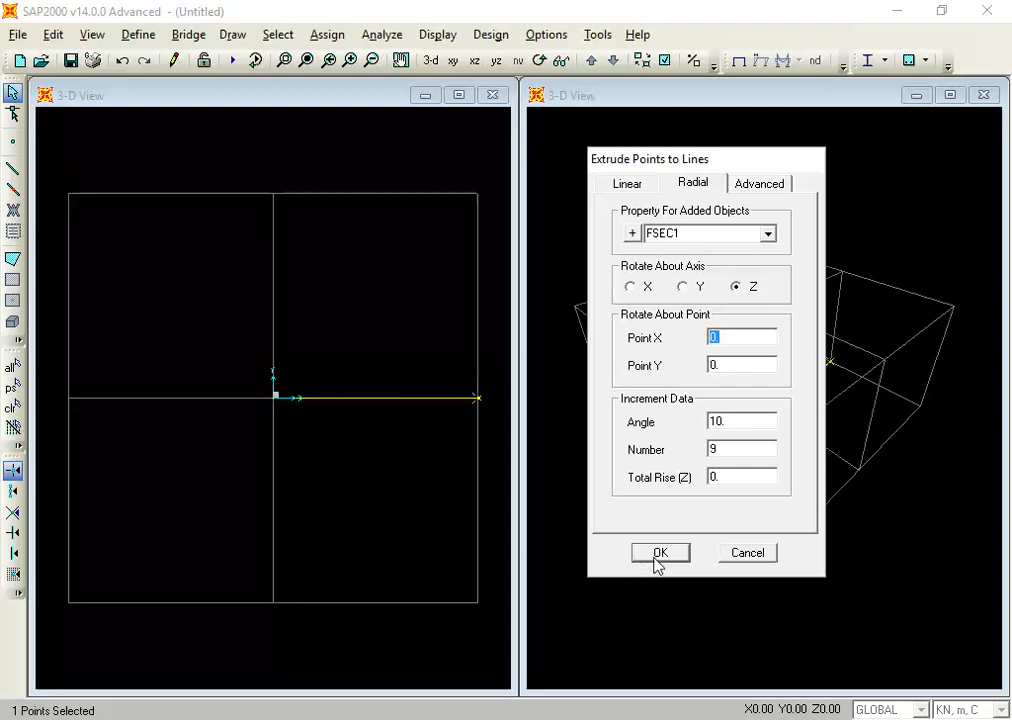 SAP2000 v14.0.0 Advanced - (Untitled)
File Edit View Define Bridge Draw Select Assign Analyze Display Design Options Tools Help
3-d xy xz yz nv nd
3-D View
3-D View
all
ps
clr
Y
Extrude Points to Lines
Linear Radial Advanced
Property For Added Objects
+ FSEC1
Rotate About Axis
X Y Z
Rotate About Point
Point X 0.
Point Y 0.
Increment Data
Angle 10.
Number 9
Total Rise (Z) 0.
OK Cancel
1 Points Selected X0.00 Y0.00 Z0.00 GLOBAL KN, m, C